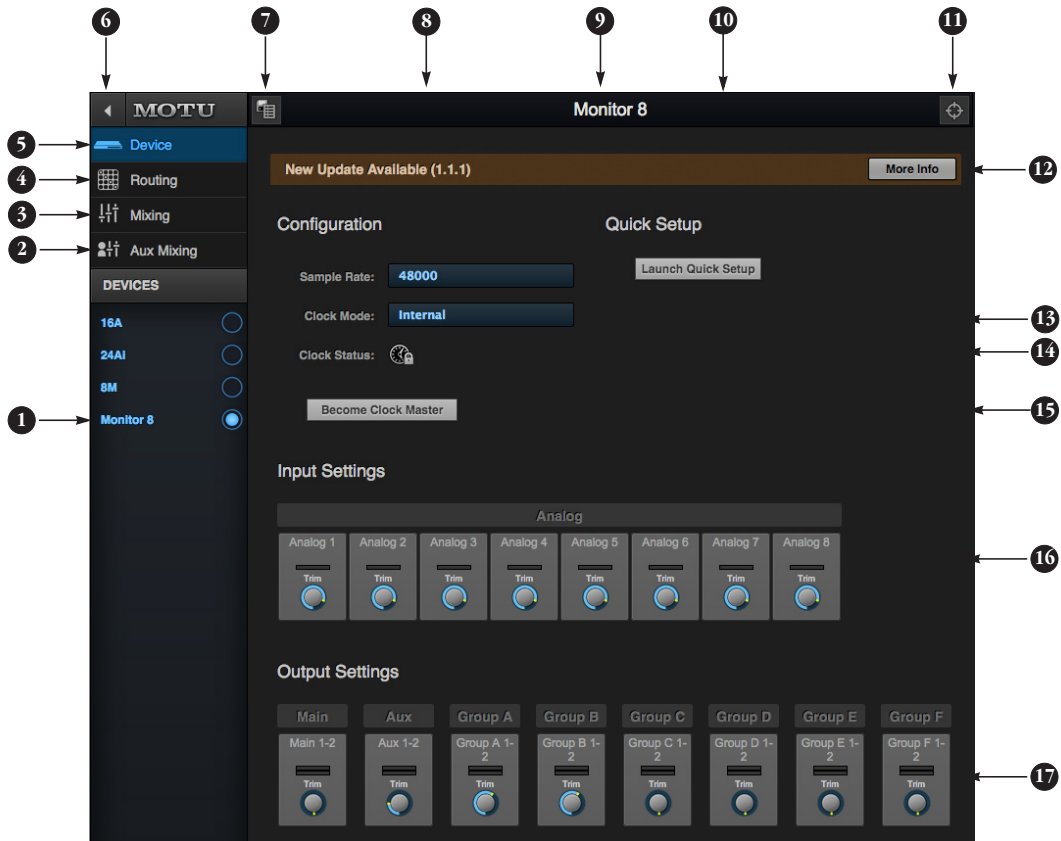 6 7 8 9 10 11
MOTU Monitor 8
5 Device
New Update Available (1.1.1) More Info 12
4 Routing
3 Mixing
Configuration Quick Setup
2 Aux Mixing
Sample Rate: 48000 Launch Quick Setup
DEVICES
Clock Mode: Internal 13
16A
Clock Status: 14
24Ai
8M
Become Clock Master 15
1 Monitor 8
Input Settings
Analog
Analog 1 Analog 2 Analog 3 Analog 4 Analog 5 Analog 6 Analog 7 Analog 8
16
Trim Trim Trim Trim Trim Trim Trim Trim
Output Settings
Main Aux Group A Group B Group C Group D Group E Group F
Main 1-2 Aux 1-2 Group A 1- Group B 1- Group C 1- Group D 1- Group E 1- Group F 1-
2 2 2 2 2 2
17
Trim Trim Trim Trim Trim Trim Trim Trim